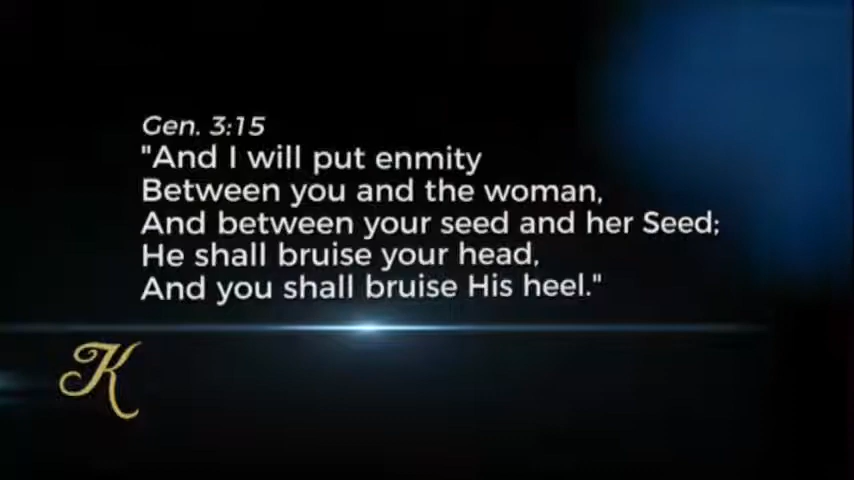 Gen. 3:15
"And I will put enmity
Between you and the woman,
And between your seed and her Seed;
He shall bruise your head,
And you shall bruise His heel."
K